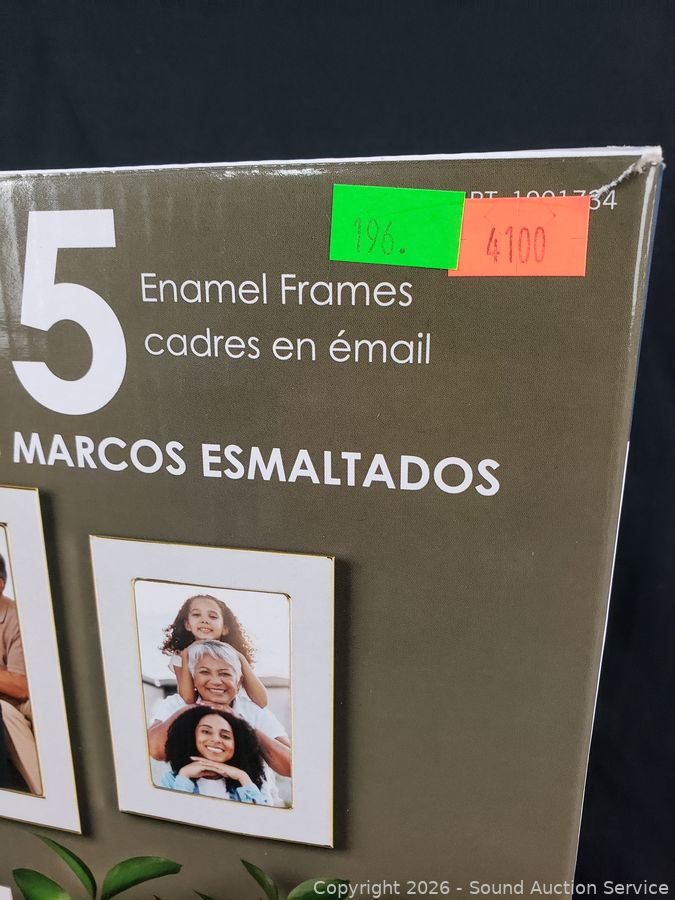 196.
4100
5
Enamel Frames
cadres en émail
MARCOS ESMALTADOS
Copyright 2026 - Sound Auction Service